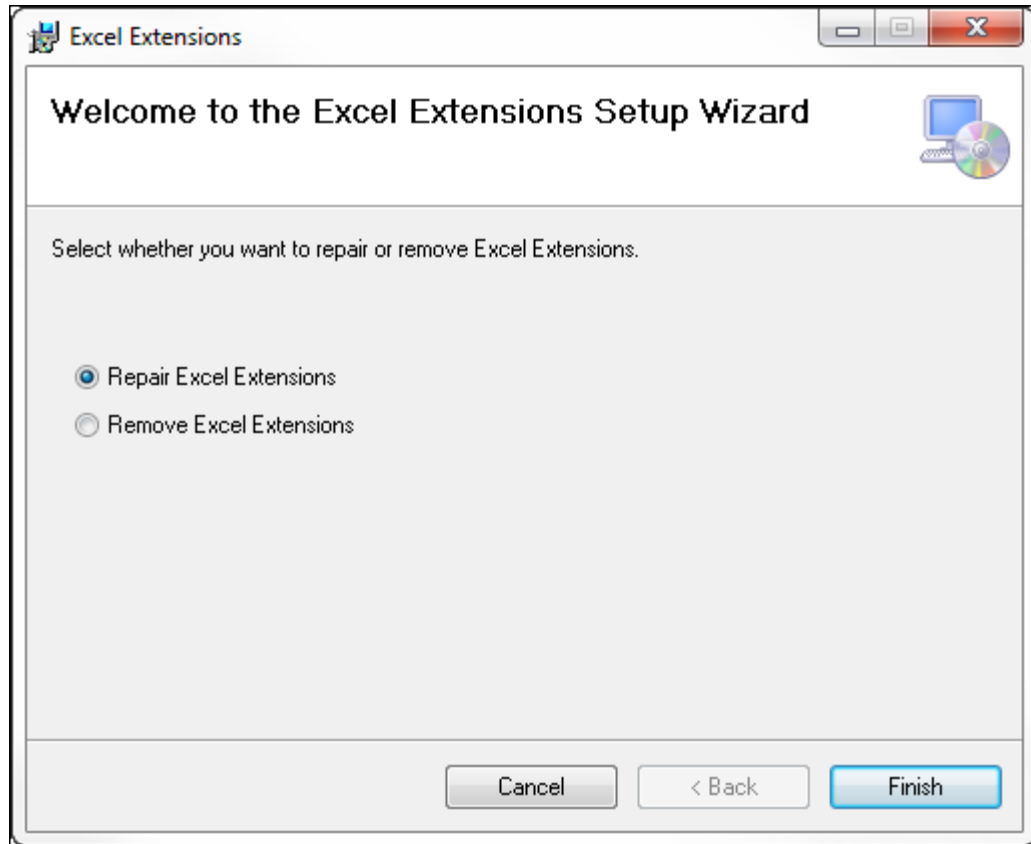 Excel Extensions
Welcome to the Excel Extensions Setup Wizard
Select whether you want to repair or remove Excel Extensions.
Repair Excel Extensions
Remove Excel Extensions
Cancel
< Back
Finish